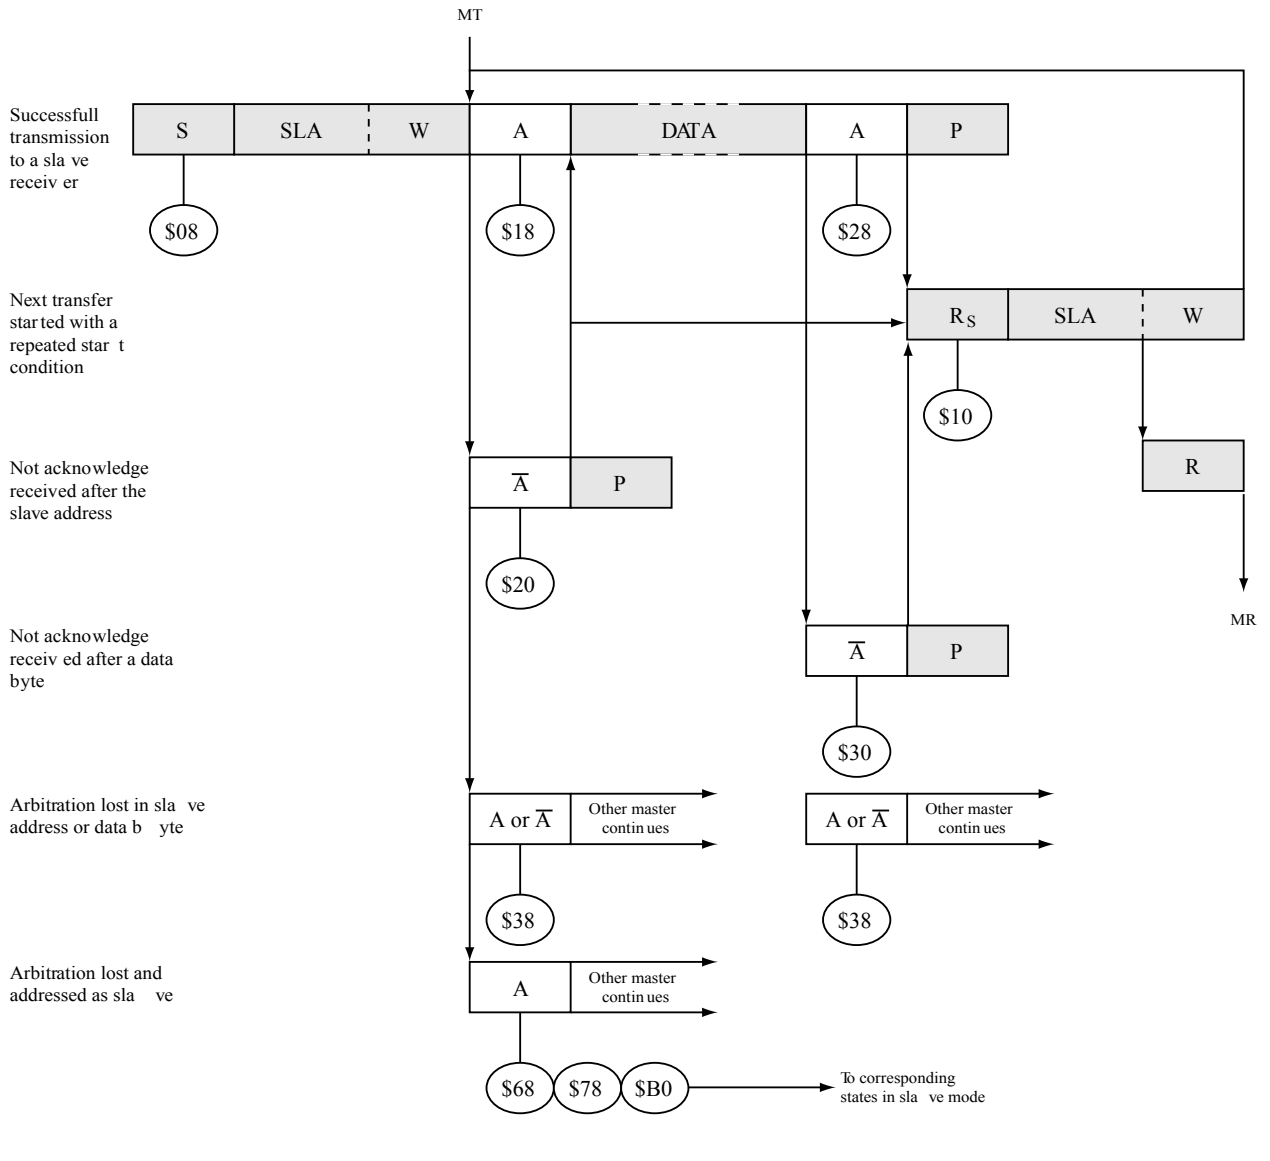 MT
Successfull
transmission
to a sla ve
receiv er
S SLA W A DATA A P
$08 $18 $28
Next transfer
star ted with a
repeated star t
condition
RS SLA W
$10
Not acknowledge
received after the
slave address
A̅ P
R
$20
MR
Not acknowledge
receiv ed after a data
byte
A̅ P
$30
Arbitration lost in sla ve
address or data b yte
A or A̅
Other master
contin ues
A or A̅
Other master
contin ues
$38 $38
Arbitration lost and
addressed as sla ve
A
Other master
contin ues
$68 $78 $B0
To corresponding
states in sla ve mode